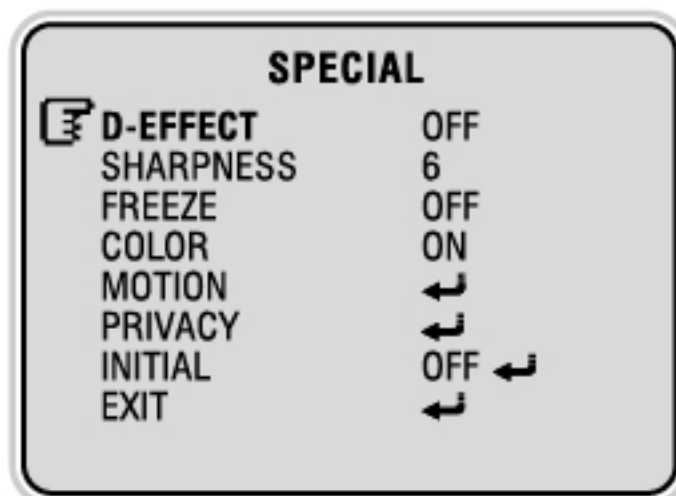 SPECIAL
D-EFFECT OFF
SHARPNESS 6
FREEZE OFF
COLOR ON
MOTION ↵
PRIVACY ↵
INITIAL OFF ↵
EXIT ↵